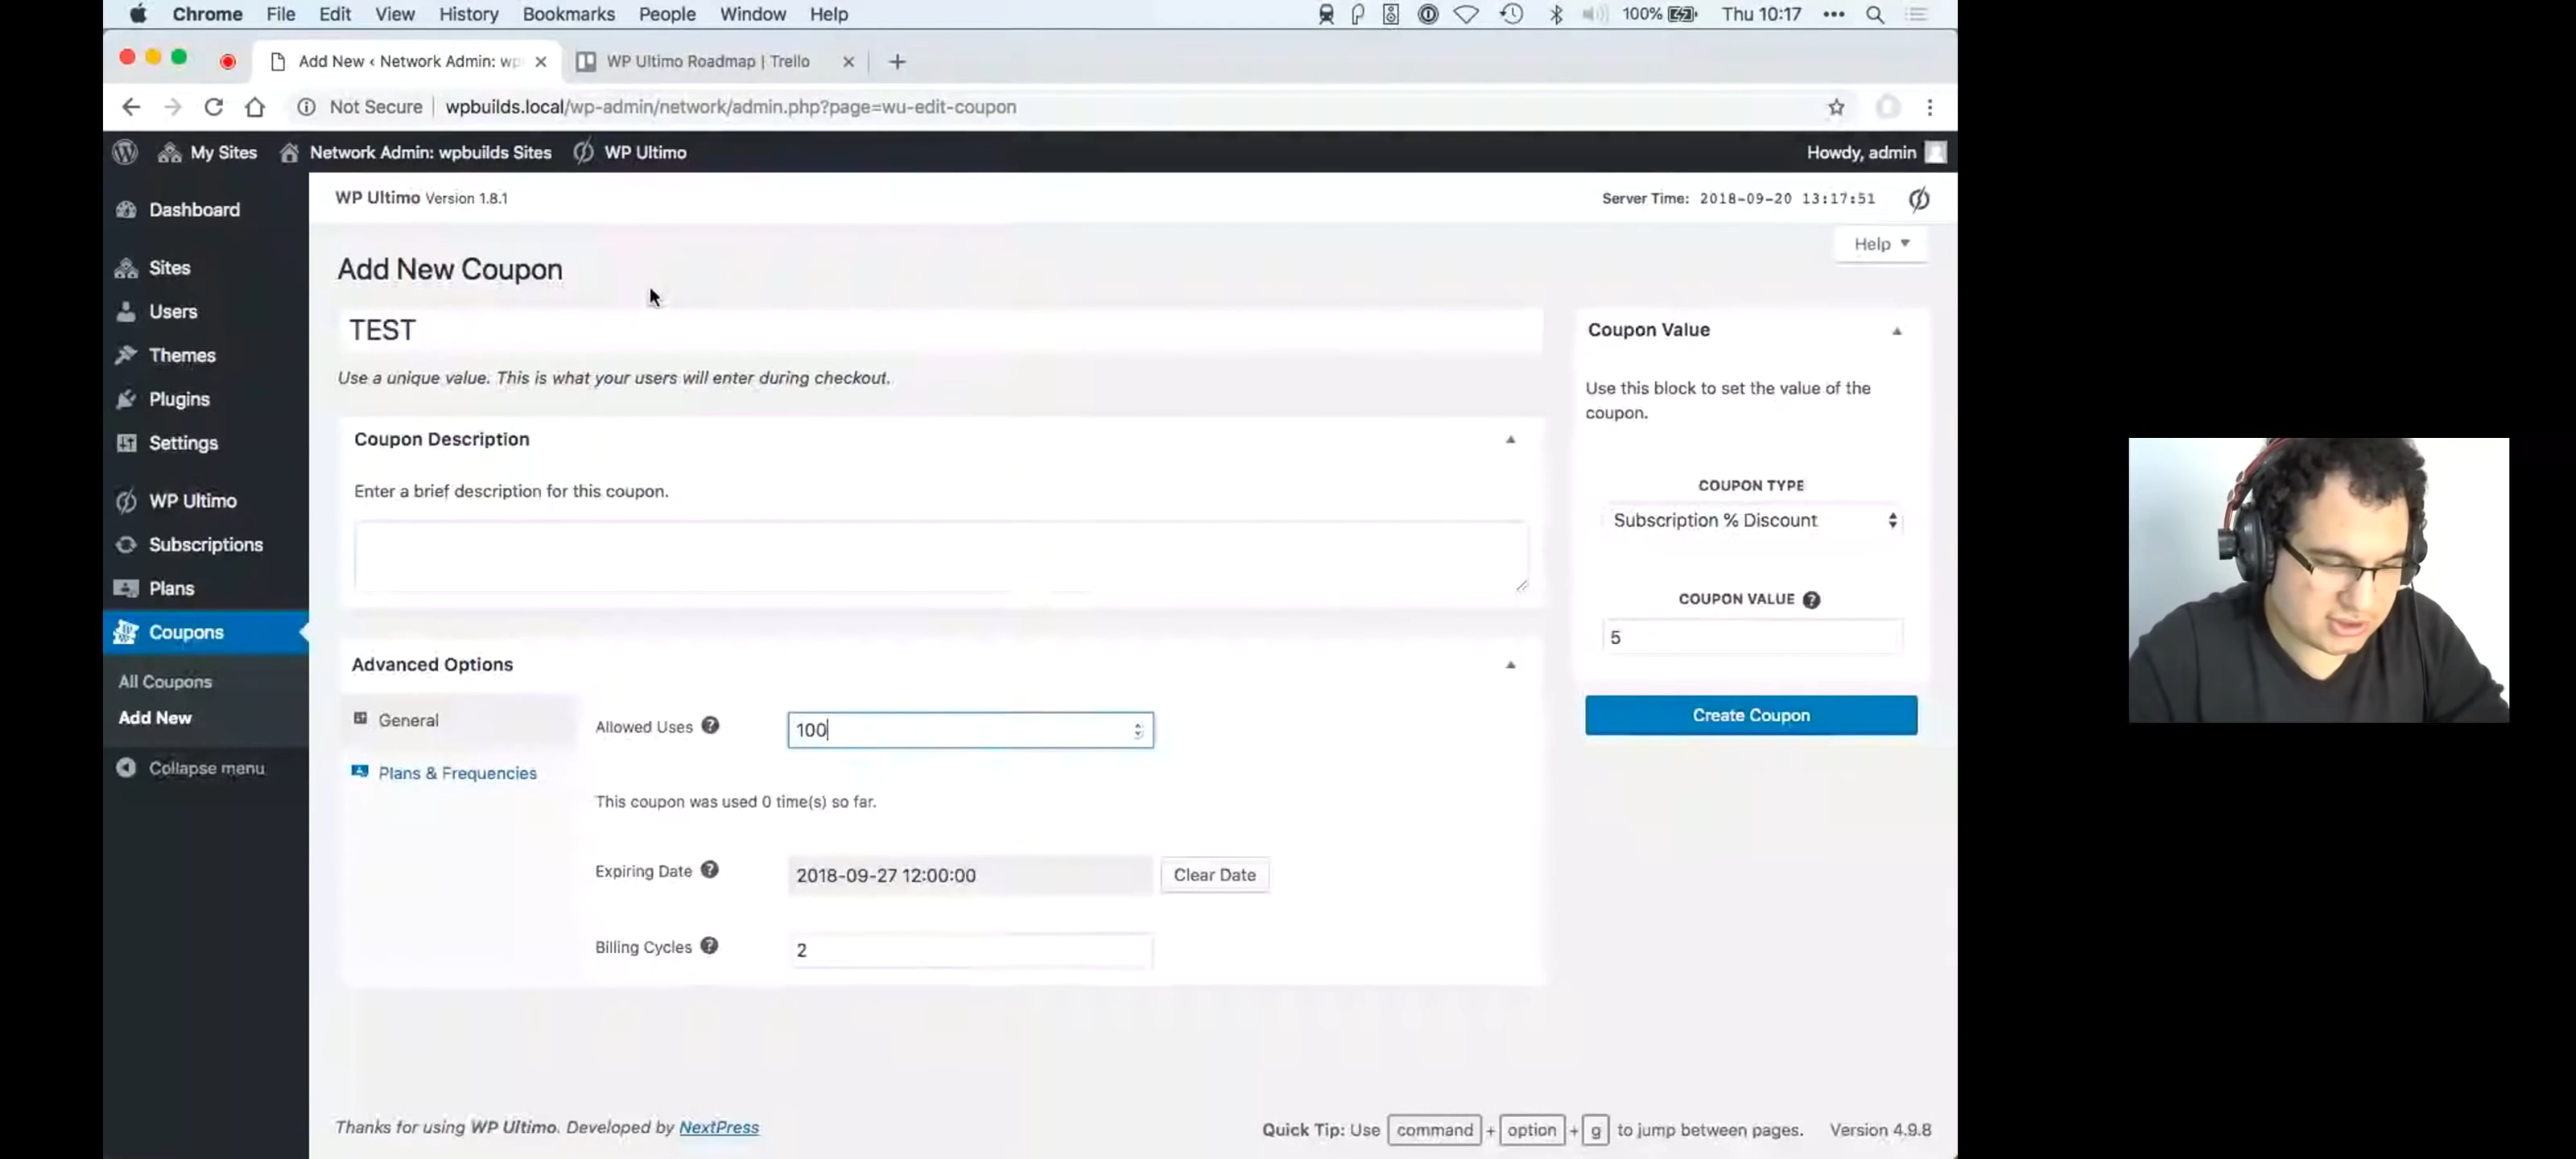 Chrome File Edit View History Bookmarks People Window Help 100% Thu 10:17
Add New ‹ Network Admin: wp WP Ultimo Roadmap | Trello
Not Secure wpbuilds.local/wp-admin/network/admin.php?page=wu-edit-coupon
My Sites Network Admin: wpbuilds Sites WP Ultimo Howdy, admin
WP Ultimo Version 1.8.1 Server Time: 2018-09-20 13:17:51
Help
Dashboard
Sites
Users
Themes
Plugins
Settings
WP Ultimo
Subscriptions
Plans
Coupons
All Coupons
Add New
Collapse menu
Add New Coupon
TEST
Use a unique value. This is what your users will enter during checkout.
Coupon Description
Enter a brief description for this coupon.
Advanced Options
General
Plans & Frequencies
Allowed Uses ? 100
This coupon was used 0 time(s) so far.
Expiring Date ? 2018-09-27 12:00:00 Clear Date
Billing Cycles ? 2
Coupon Value
Use this block to set the value of the
coupon.
COUPON TYPE
Subscription % Discount
COUPON VALUE ?
5
Create Coupon
Thanks for using WP Ultimo. Developed by NextPress
Quick Tip: Use command + option + g to jump between pages. Version 4.9.8